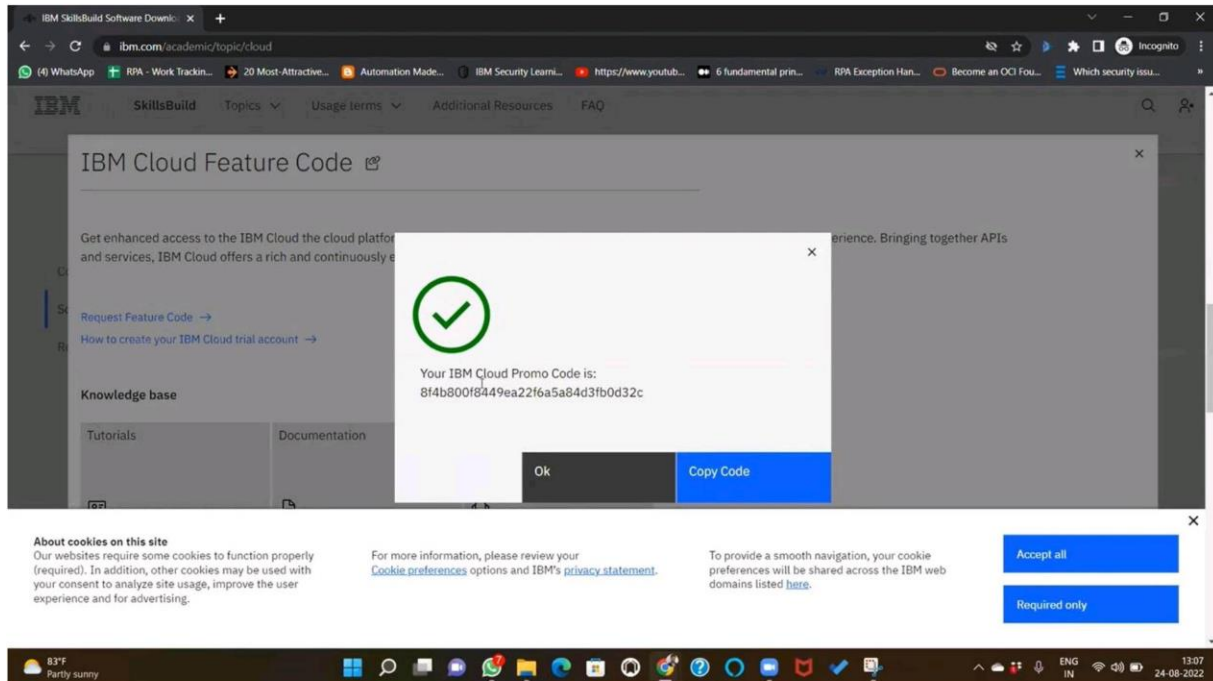 IBM SkillsBuild Software Downlo
ibm.com/academic/topic/cloud
Incognito
(4) WhatsApp
RPA - Work Trackin...
20 Most-Attractive...
Automation Made...
IBM Security Learni...
https://www.youtub...
6 fundamental prin...
RPA Exception Han...
Become an OCI Fou...
Which security issu...
IBM
SkillsBuild
Topics
Usage terms
Additional Resources
FAQ
IBM Cloud Feature Code
Get enhanced access to the IBM Cloud the cloud platfor
erience. Bringing together APIs
and services, IBM Cloud offers a rich and continuously e
Request Feature Code →
How to create your IBM Cloud trial account →
Knowledge base
Tutorials
Documentation
Your IBM Cloud Promo Code is:
8f4b800f8449ea22f6a5a84d3fb0d32c
Ok
Copy Code
About cookies on this site
Our websites require some cookies to function properly
(required). In addition, other cookies may be used with
your consent to analyze site usage, improve the user
experience and for advertising.
For more information, please review your
Cookie preferences options and IBM's privacy statement.
To provide a smooth navigation, your cookie
preferences will be shared across the IBM web
domains listed here.
Accept all
Required only
83°F
Partly sunny
ENG
IN
13:07
24-08-2022